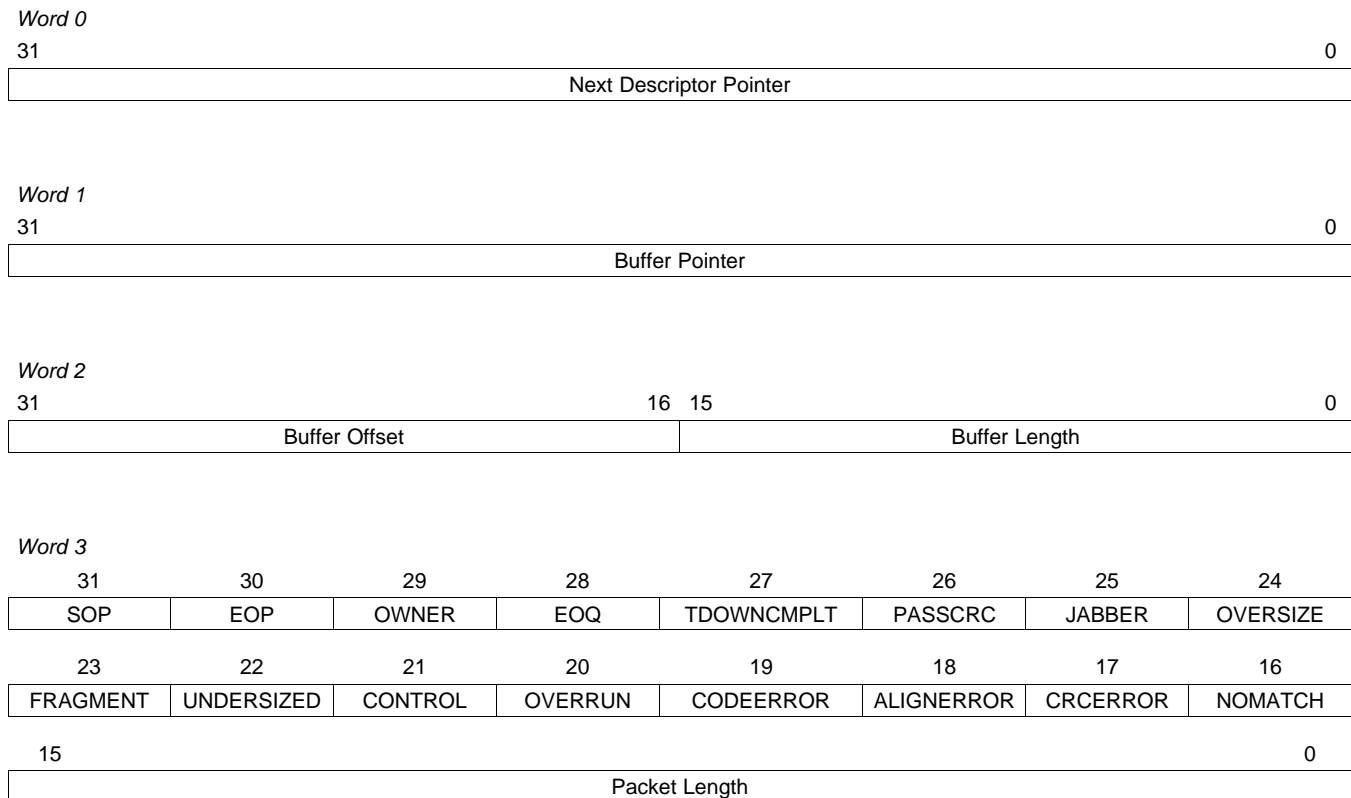 Word 0
31 0
Next Descriptor Pointer
Word 1
31 0
Buffer Pointer
Word 2
31 16 15 0
Buffer Offset Buffer Length
Word 3
31 30 29 28 27 26 25 24
SOP EOP OWNER EOQ TDOWNCMPLT PASSCRC JABBER OVERSIZE
23 22 21 20 19 18 17 16
FRAGMENT UNDERSIZED CONTROL OVERRUN CODEERROR ALIGNERROR CRCERROR NOMATCH
15 0
Packet Length